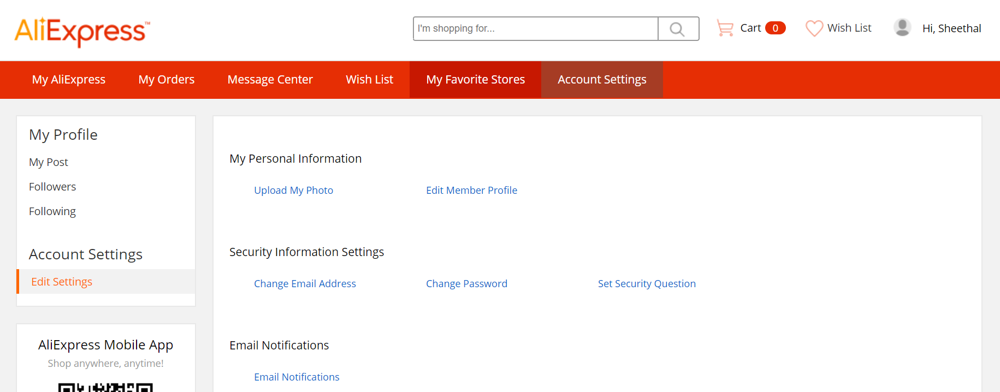 AliExpress™
I'm shopping for...
Cart 0
Wish List
Hi, Sheethal
My AliExpress
My Orders
Message Center
Wish List
My Favorite Stores
Account Settings
My Profile
My Post
Followers
Following
Account Settings
Edit Settings
AliExpress Mobile App
Shop anywhere, anytime!
My Personal Information
Upload My Photo
Edit Member Profile
Security Information Settings
Change Email Address
Change Password
Set Security Question
Email Notifications
Email Notifications